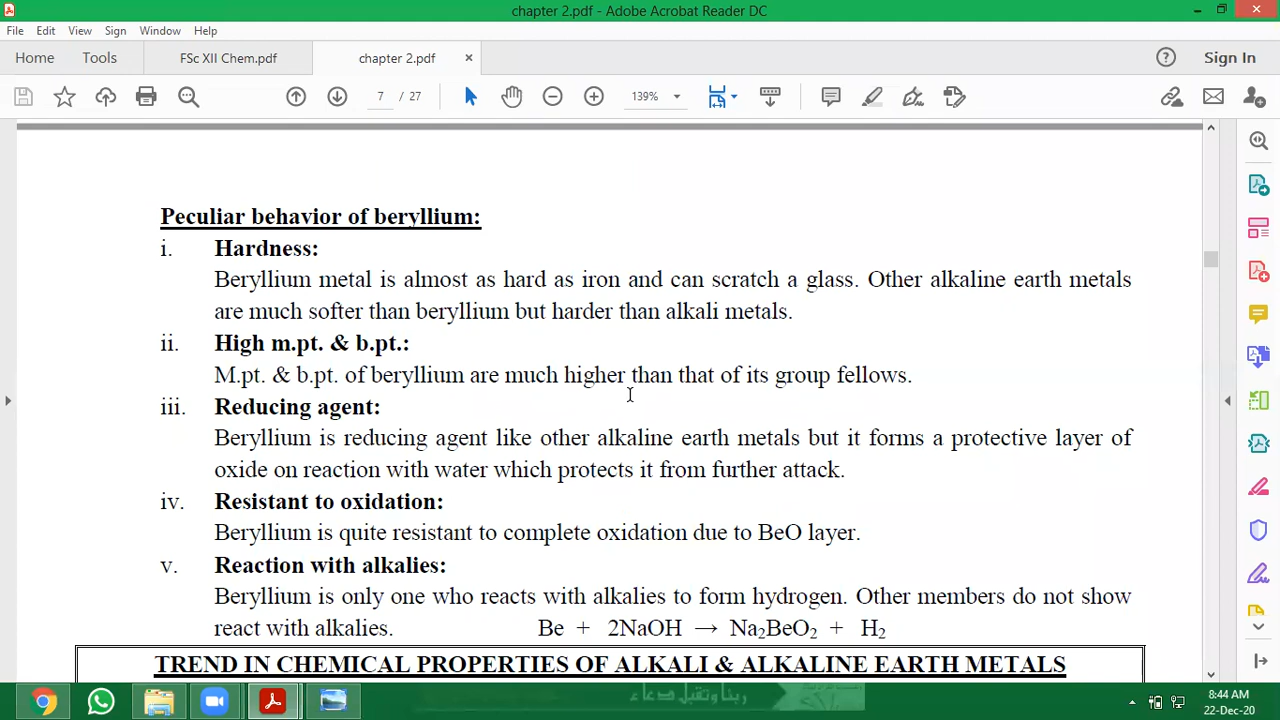 chapter 2.pdf - Adobe Acrobat Reader DC
File Edit View Sign Window Help
Home Tools FSc XII Chem.pdf chapter 2.pdf × Sign In
7 / 27 139%
Peculiar behavior of beryllium:
i. Hardness:
Beryllium metal is almost as hard as iron and can scratch a glass. Other alkaline earth metals
are much softer than beryllium but harder than alkali metals.
ii. High m.pt. & b.pt.:
M.pt. & b.pt. of beryllium are much higher than that of its group fellows.
iii. Reducing agent:
Beryllium is reducing agent like other alkaline earth metals but it forms a protective layer of
oxide on reaction with water which protects it from further attack.
iv. Resistant to oxidation:
Beryllium is quite resistant to complete oxidation due to BeO layer.
v. Reaction with alkalies:
Beryllium is only one who reacts with alkalies to form hydrogen. Other members do not show
react with alkalies. Be + 2NaOH → Na₂BeO₂ + H₂
TREND IN CHEMICAL PROPERTIES OF ALKALI & ALKALINE EARTH METALS
ربنا وتقبل دعاء
8:44 AM
22-Dec-20